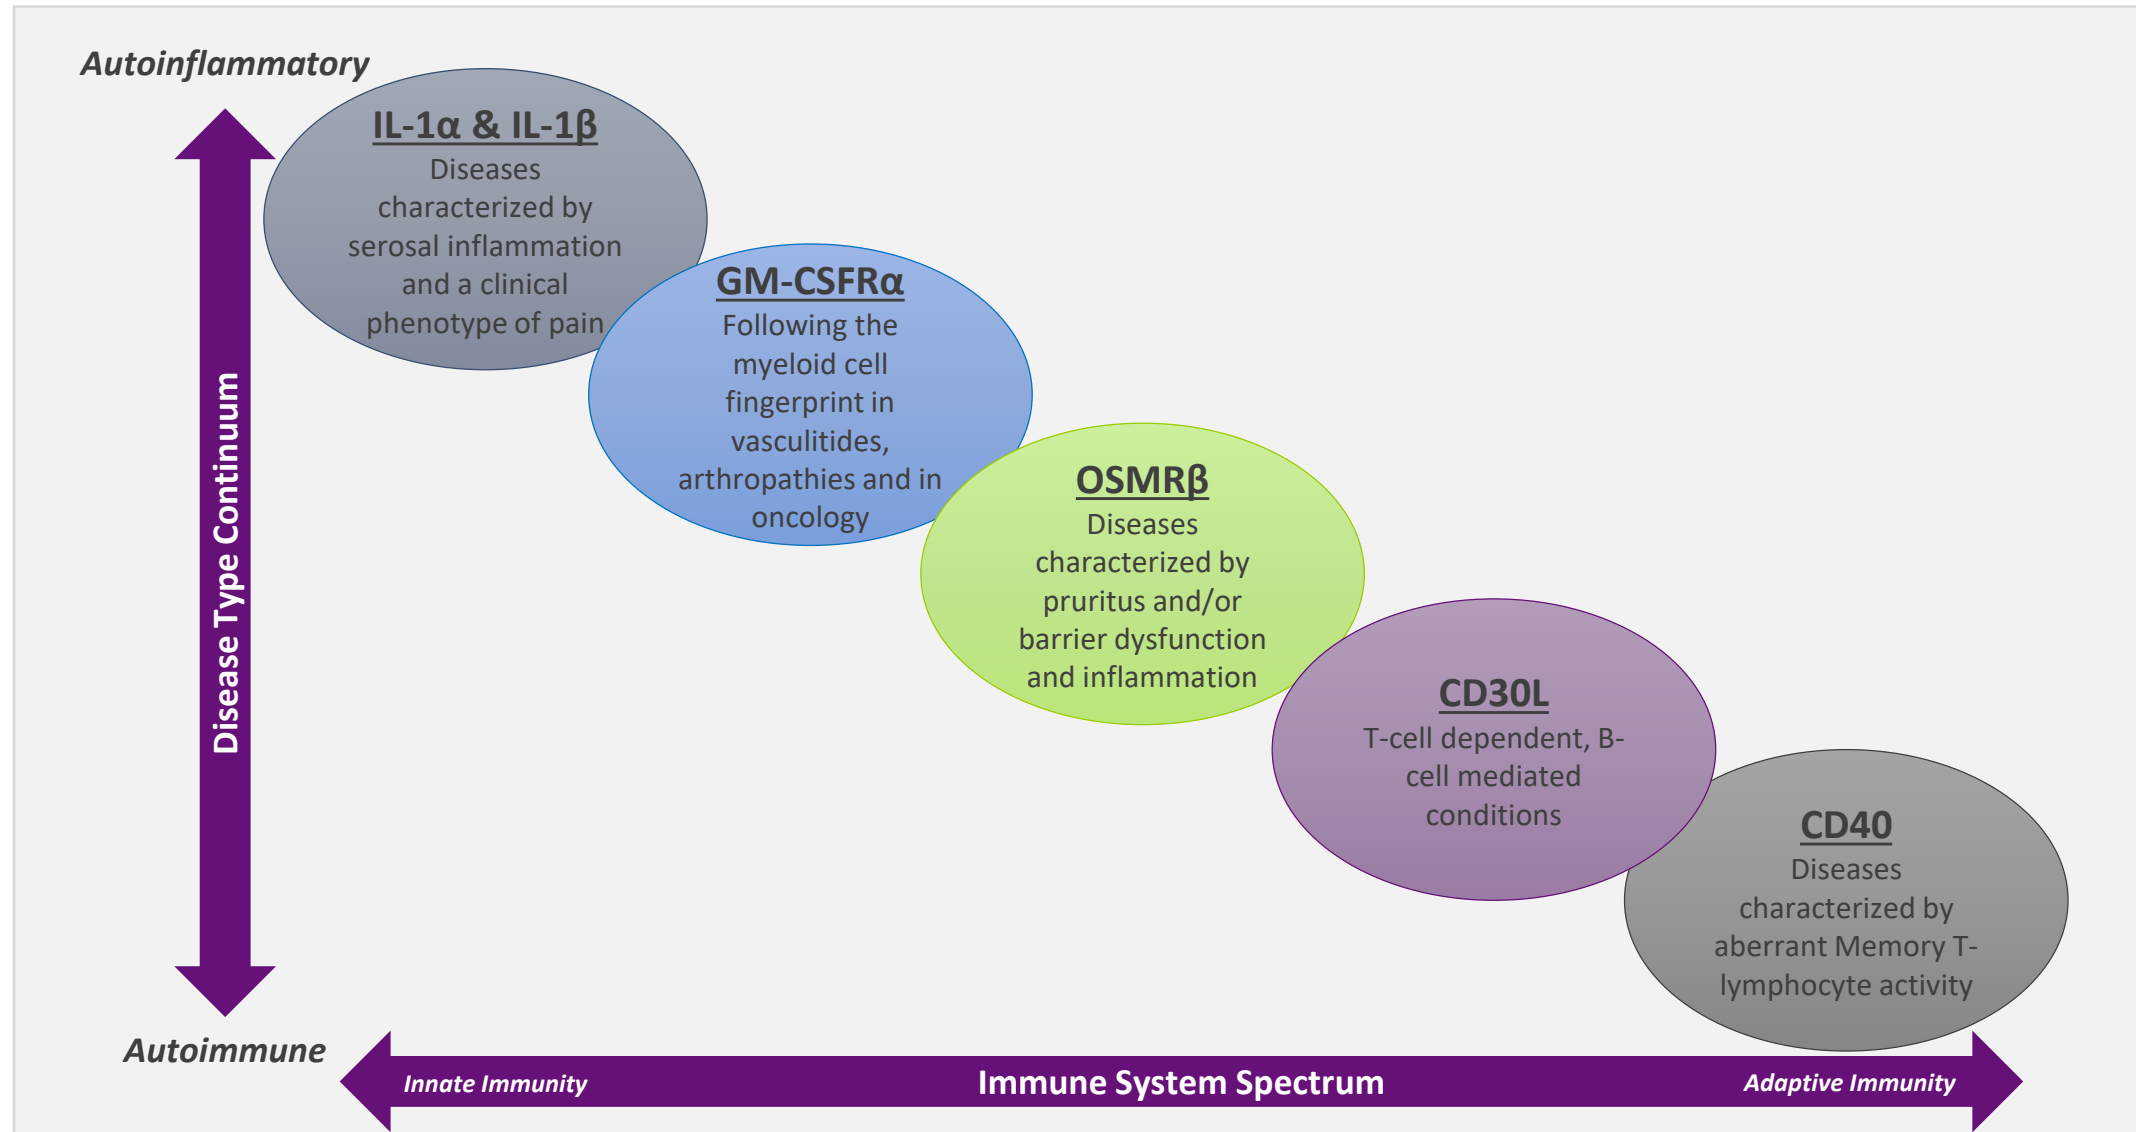 Autoinflammatory
IL-1α & IL-1β
Diseases
characterized by
serosal inflammation
and a clinical
phenotype of pain
GM-CSFRα
Following the
myeloid cell
fingerprint in
vasculitides,
arthropathies and in
oncology
OSMRβ
Diseases
characterized by
pruritus and/or
barrier dysfunction
and inflammation
CD30L
T-cell dependent, B-
cell mediated
conditions
CD40
Diseases
characterized by
aberrant Memory T-
lymphocyte activity
Disease Type Continuum
Autoimmune
Innate Immunity
Immune System Spectrum
Adaptive Immunity